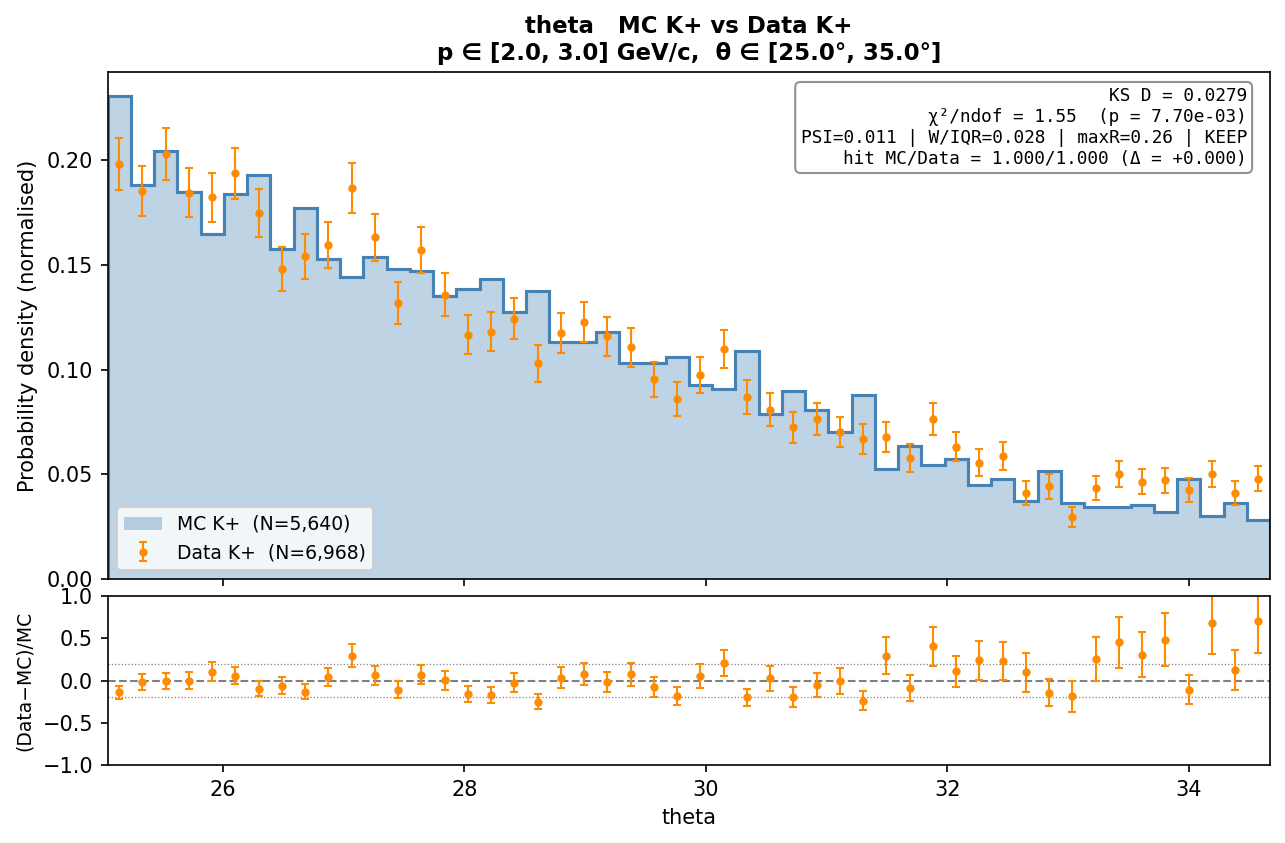 theta   MC K+ vs Data K+
p ∈ [2.0, 3.0] GeV/c,  θ ∈ [25.0°, 35.0°]
KS D = 0.0279
χ²/ndof = 1.55  (p = 7.70e-03)
PSI=0.011 | W/IQR=0.028 | maxR=0.26 | KEEP
hit MC/Data = 1.000/1.000 (Δ = +0.000)
Probability density (normalised)
0.20
0.15
0.10
0.05
0.00
MC K+  (N=5,640)
Data K+  (N=6,968)
(Data−MC)/MC
1.0
0.5
0.0
−0.5
−1.0
26
28
30
32
34
theta